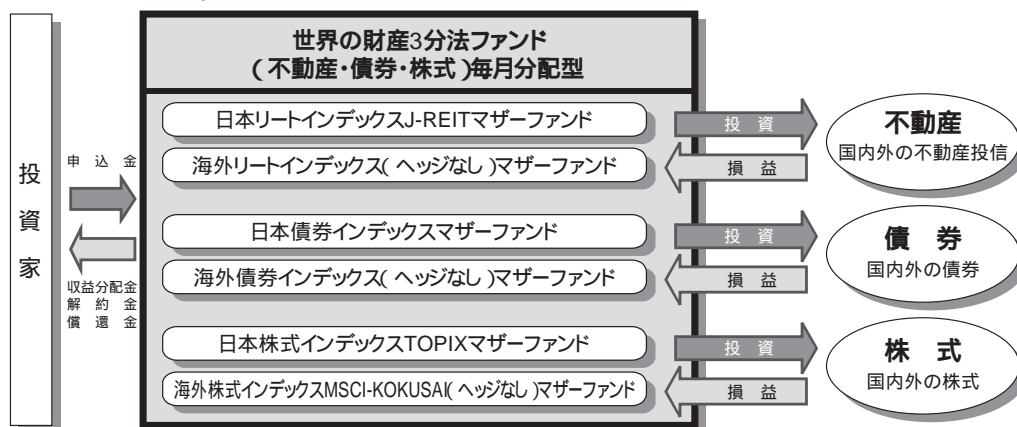 世界の財産3分法ファンド
(不動産・債券・株式)毎月分配型
投資家
申込金
収益分配金
解約金
償還金
日本リートインデックスJ-REITマザーファンド
海外リートインデックス(ヘッジなし)マザーファンド
投資
損益
不動産
国内外の不動産投信
日本債券インデックスマザーファンド
海外債券インデックス(ヘッジなし)マザーファンド
投資
損益
債券
国内外の債券
日本株式インデックスTOPIXマザーファンド
海外株式インデックスMSCI-KOKUSAI(ヘッジなし)マザーファンド
投資
損益
株式
国内外の株式